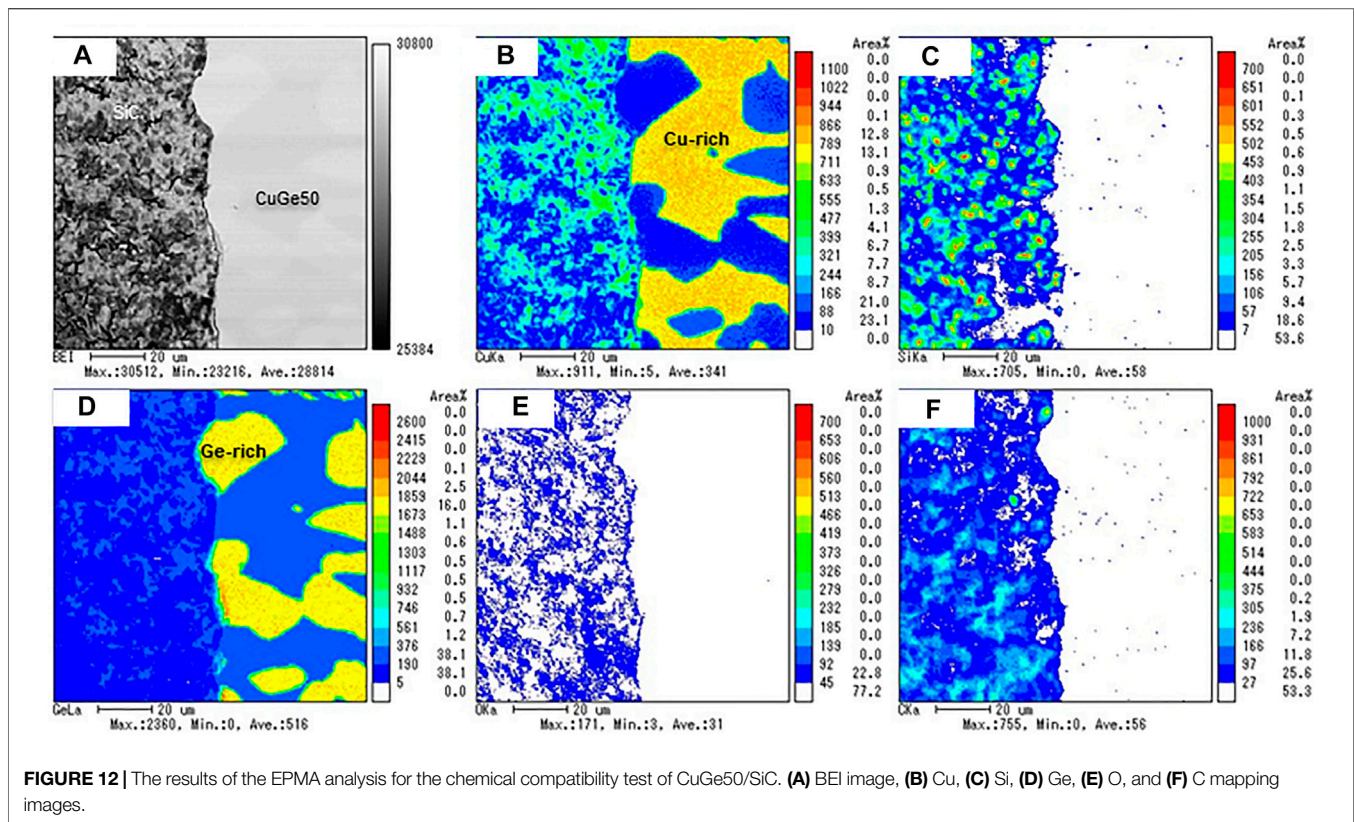 A
SiC
CuGe50
30800
25384
BEI 20 um
Max.:30512, Min.:23216, Ave.:28814
B
Cu-rich
Area%
1100 0.0
1022 0.0
944 0.0
866 0.1
789 12.8
711 13.1
633 0.9
555 0.5
477 1.3
399 4.1
321 6.7
244 7.7
166 8.7
88 21.0
10 23.1
0.0
CuKa 20 um
Max.:911, Min.:5, Ave.:341
C
Area%
700 0.0
651 0.0
601 0.1
552 0.3
502 0.5
453 0.6
403 0.9
354 1.1
304 1.5
255 1.8
205 2.5
156 3.3
106 5.7
57 9.4
7 18.6
53.6
SiKa 20 um
Max.:705, Min.:0, Ave.:58
D
Ge-rich
Area%
2600 0.0
2415 0.0
2229 0.0
2044 0.1
1859 2.5
1673 16.0
1488 1.1
1303 0.6
1117 0.5
932 0.5
746 0.5
561 0.7
376 1.2
190 38.1
5 38.1
0.0
GeLa 20 um
Max.:2360, Min.:0, Ave.:516
E
Area%
700 0.0
653 0.0
606 0.0
560 0.0
513 0.0
466 0.0
419 0.0
373 0.0
326 0.0
279 0.0
232 0.0
185 0.0
139 0.0
92 0.0
45 22.8
77.2
OKa 20 um
Max.:171, Min.:3, Ave.:31
F
Area%
1000 0.0
931 0.0
861 0.0
792 0.0
722 0.0
653 0.0
583 0.0
514 0.0
444 0.0
375 0.0
305 0.2
236 1.9
166 7.2
97 11.8
27 25.6
53.3
CKa 20 um
Max.:755, Min.:0, Ave.:56
FIGURE 12 | The results of the EPMA analysis for the chemical compatibility test of CuGe50/SiC. (A) BEI image, (B) Cu, (C) Si, (D) Ge, (E) O, and (F) C mapping
images.